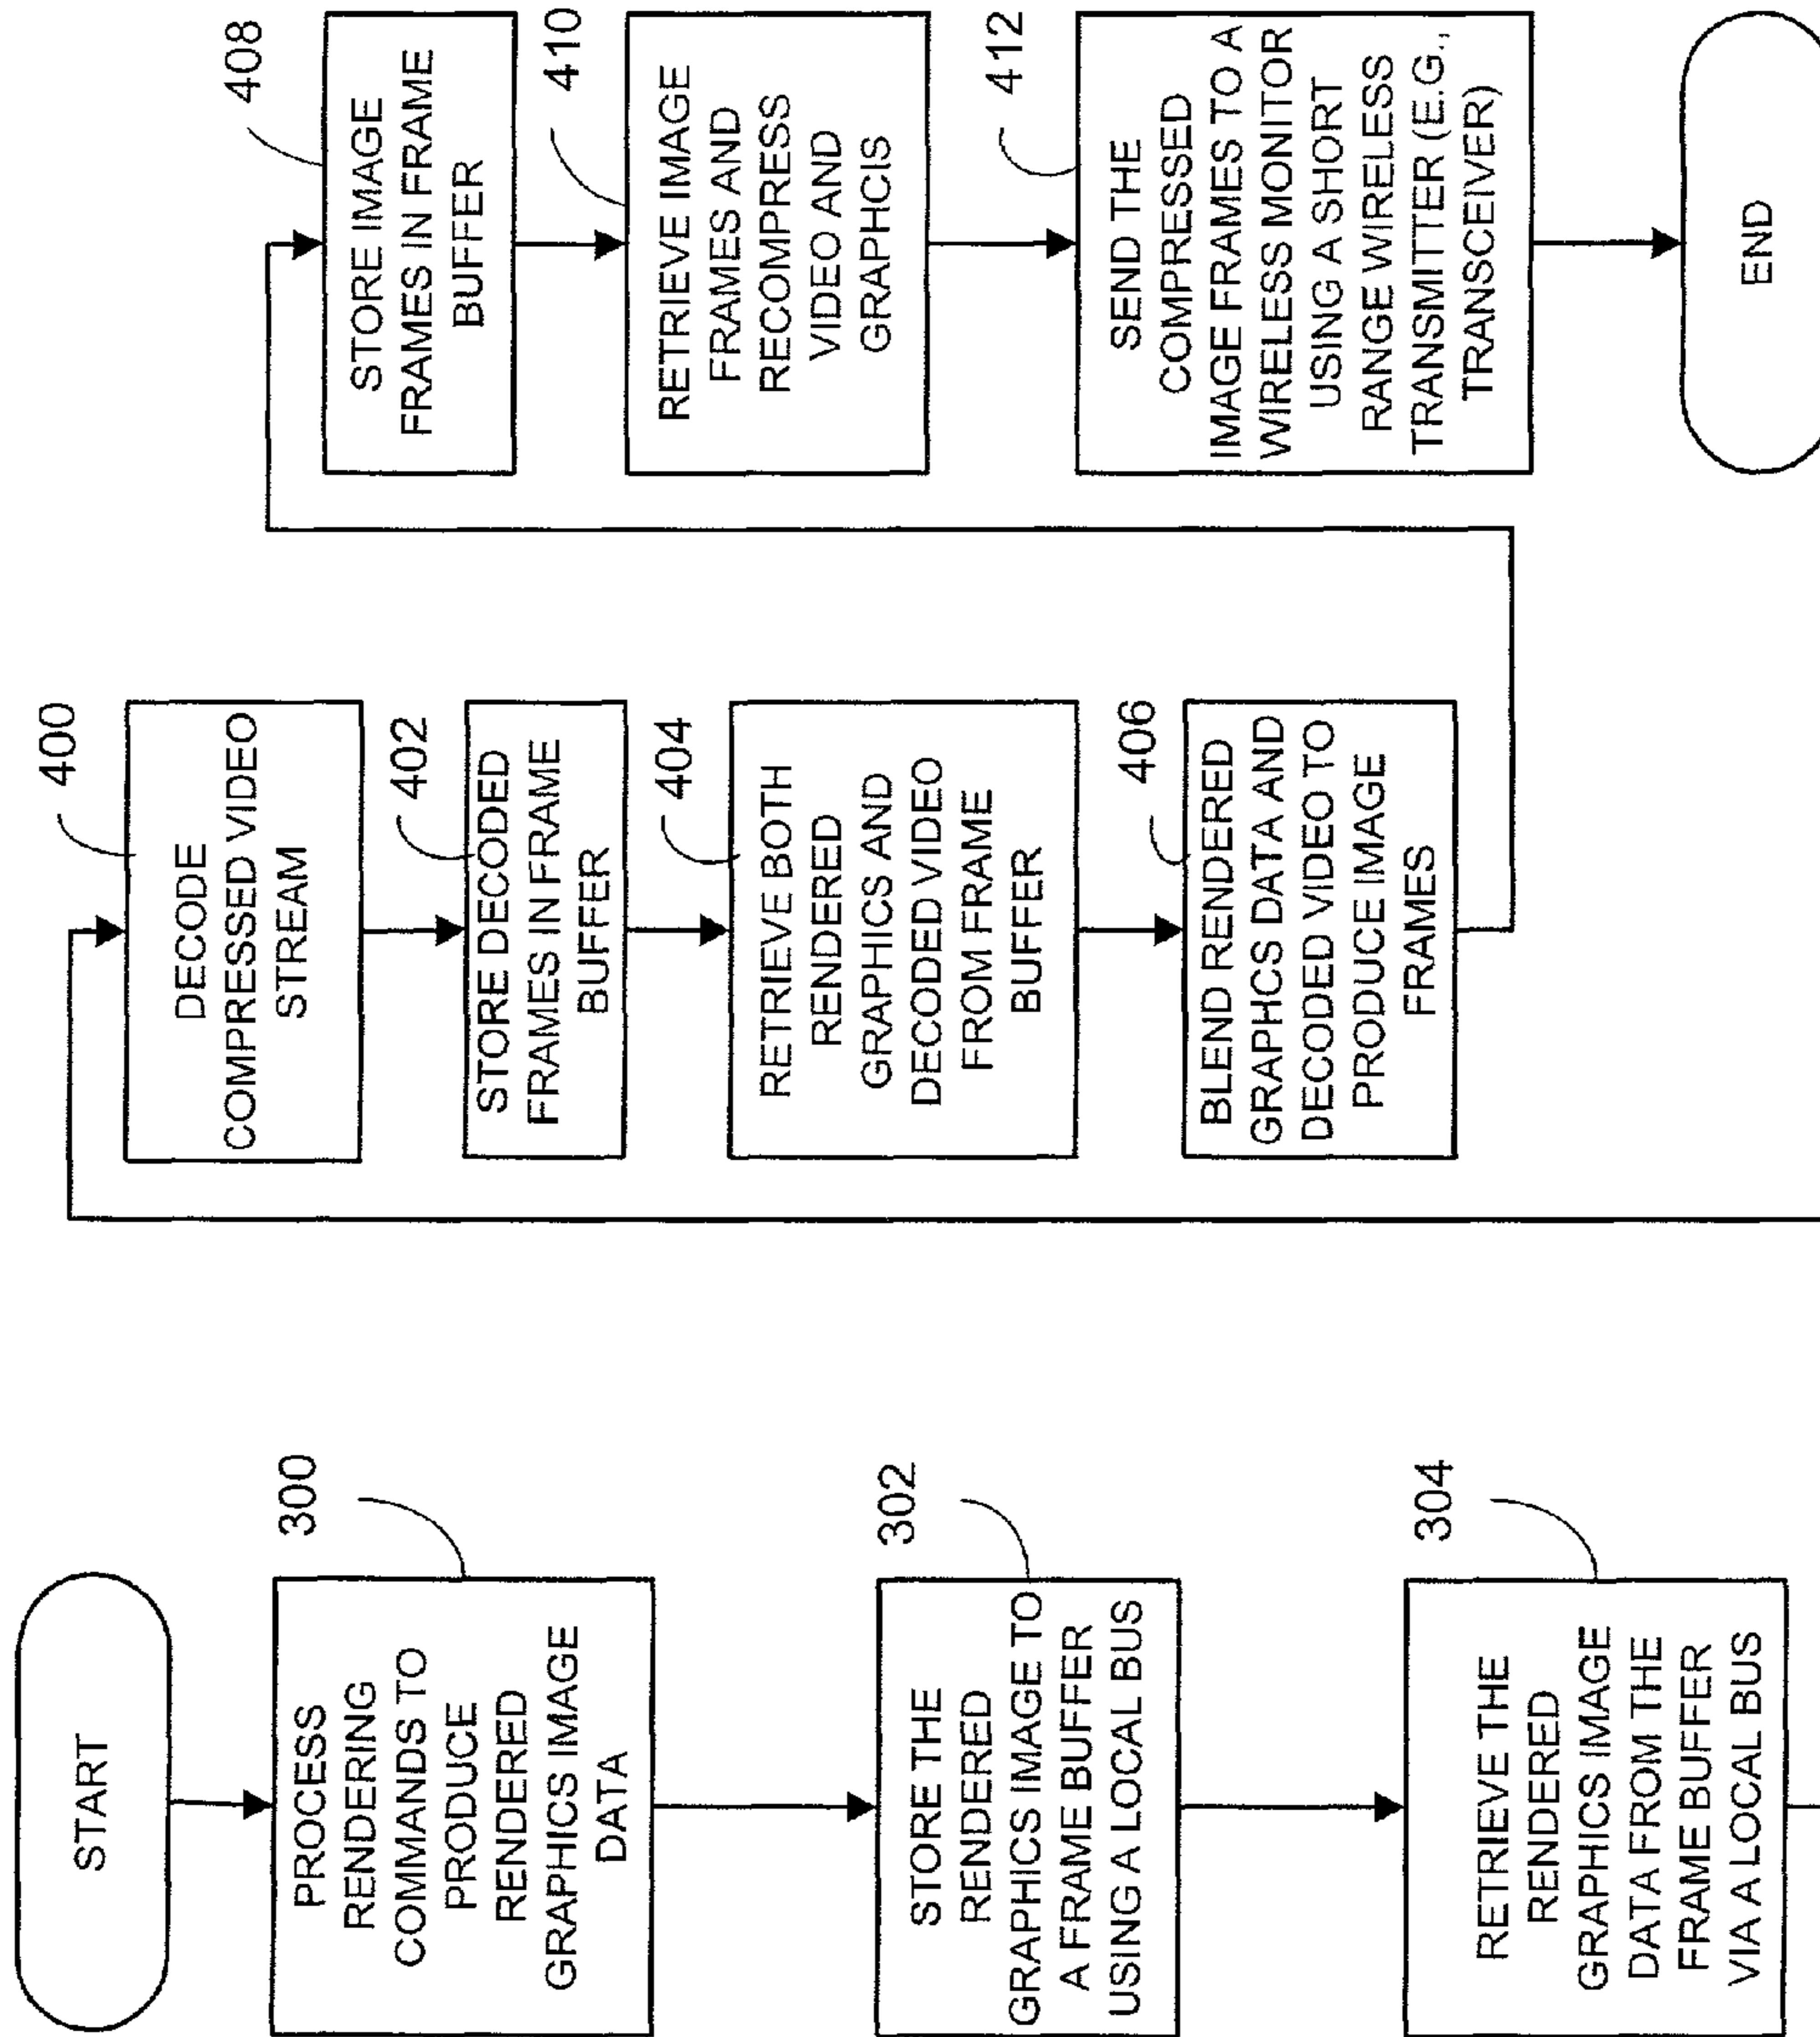 START
300
PROCESS
RENDERING
COMMANDS TO
PRODUCE
RENDERED
GRAPHICS IMAGE
DATA
302
STORE THE
RENDERED
GRAPHICS IMAGE TO
A FRAME BUFFER
USING A LOCAL BUS
304
RETRIEVE THE
RENDERED
GRAPHICS IMAGE
DATA FROM THE
FRAME BUFFER
VIA A LOCAL BUS
400
DECODE
COMPRESSED VIDEO
STREAM
402
STORE DECODED
FRAMES IN FRAME
BUFFER
404
RETRIEVE BOTH
RENDERED
GRAPHICS AND
DECODED VIDEO
FROM FRAME
BUFFER
406
BLEND RENDERED
GRAPHCS DATA AND
DECODED VIDEO TO
PRODUCE IMAGE
FRAMES
408
STORE IMAGE
FRAMES IN FRAME
BUFFER
410
RETRIEVE IMAGE
FRAMES AND
RECOMPRESS
VIDEO AND
GRAPHCIS
412
SEND THE
COMPRESSED
IMAGE FRAMES TO A
WIRELESS MONITOR
USING A SHORT
RANGE WIRELESS
TRANSMITTER (E.G.,
TRANSCEIVER)
END